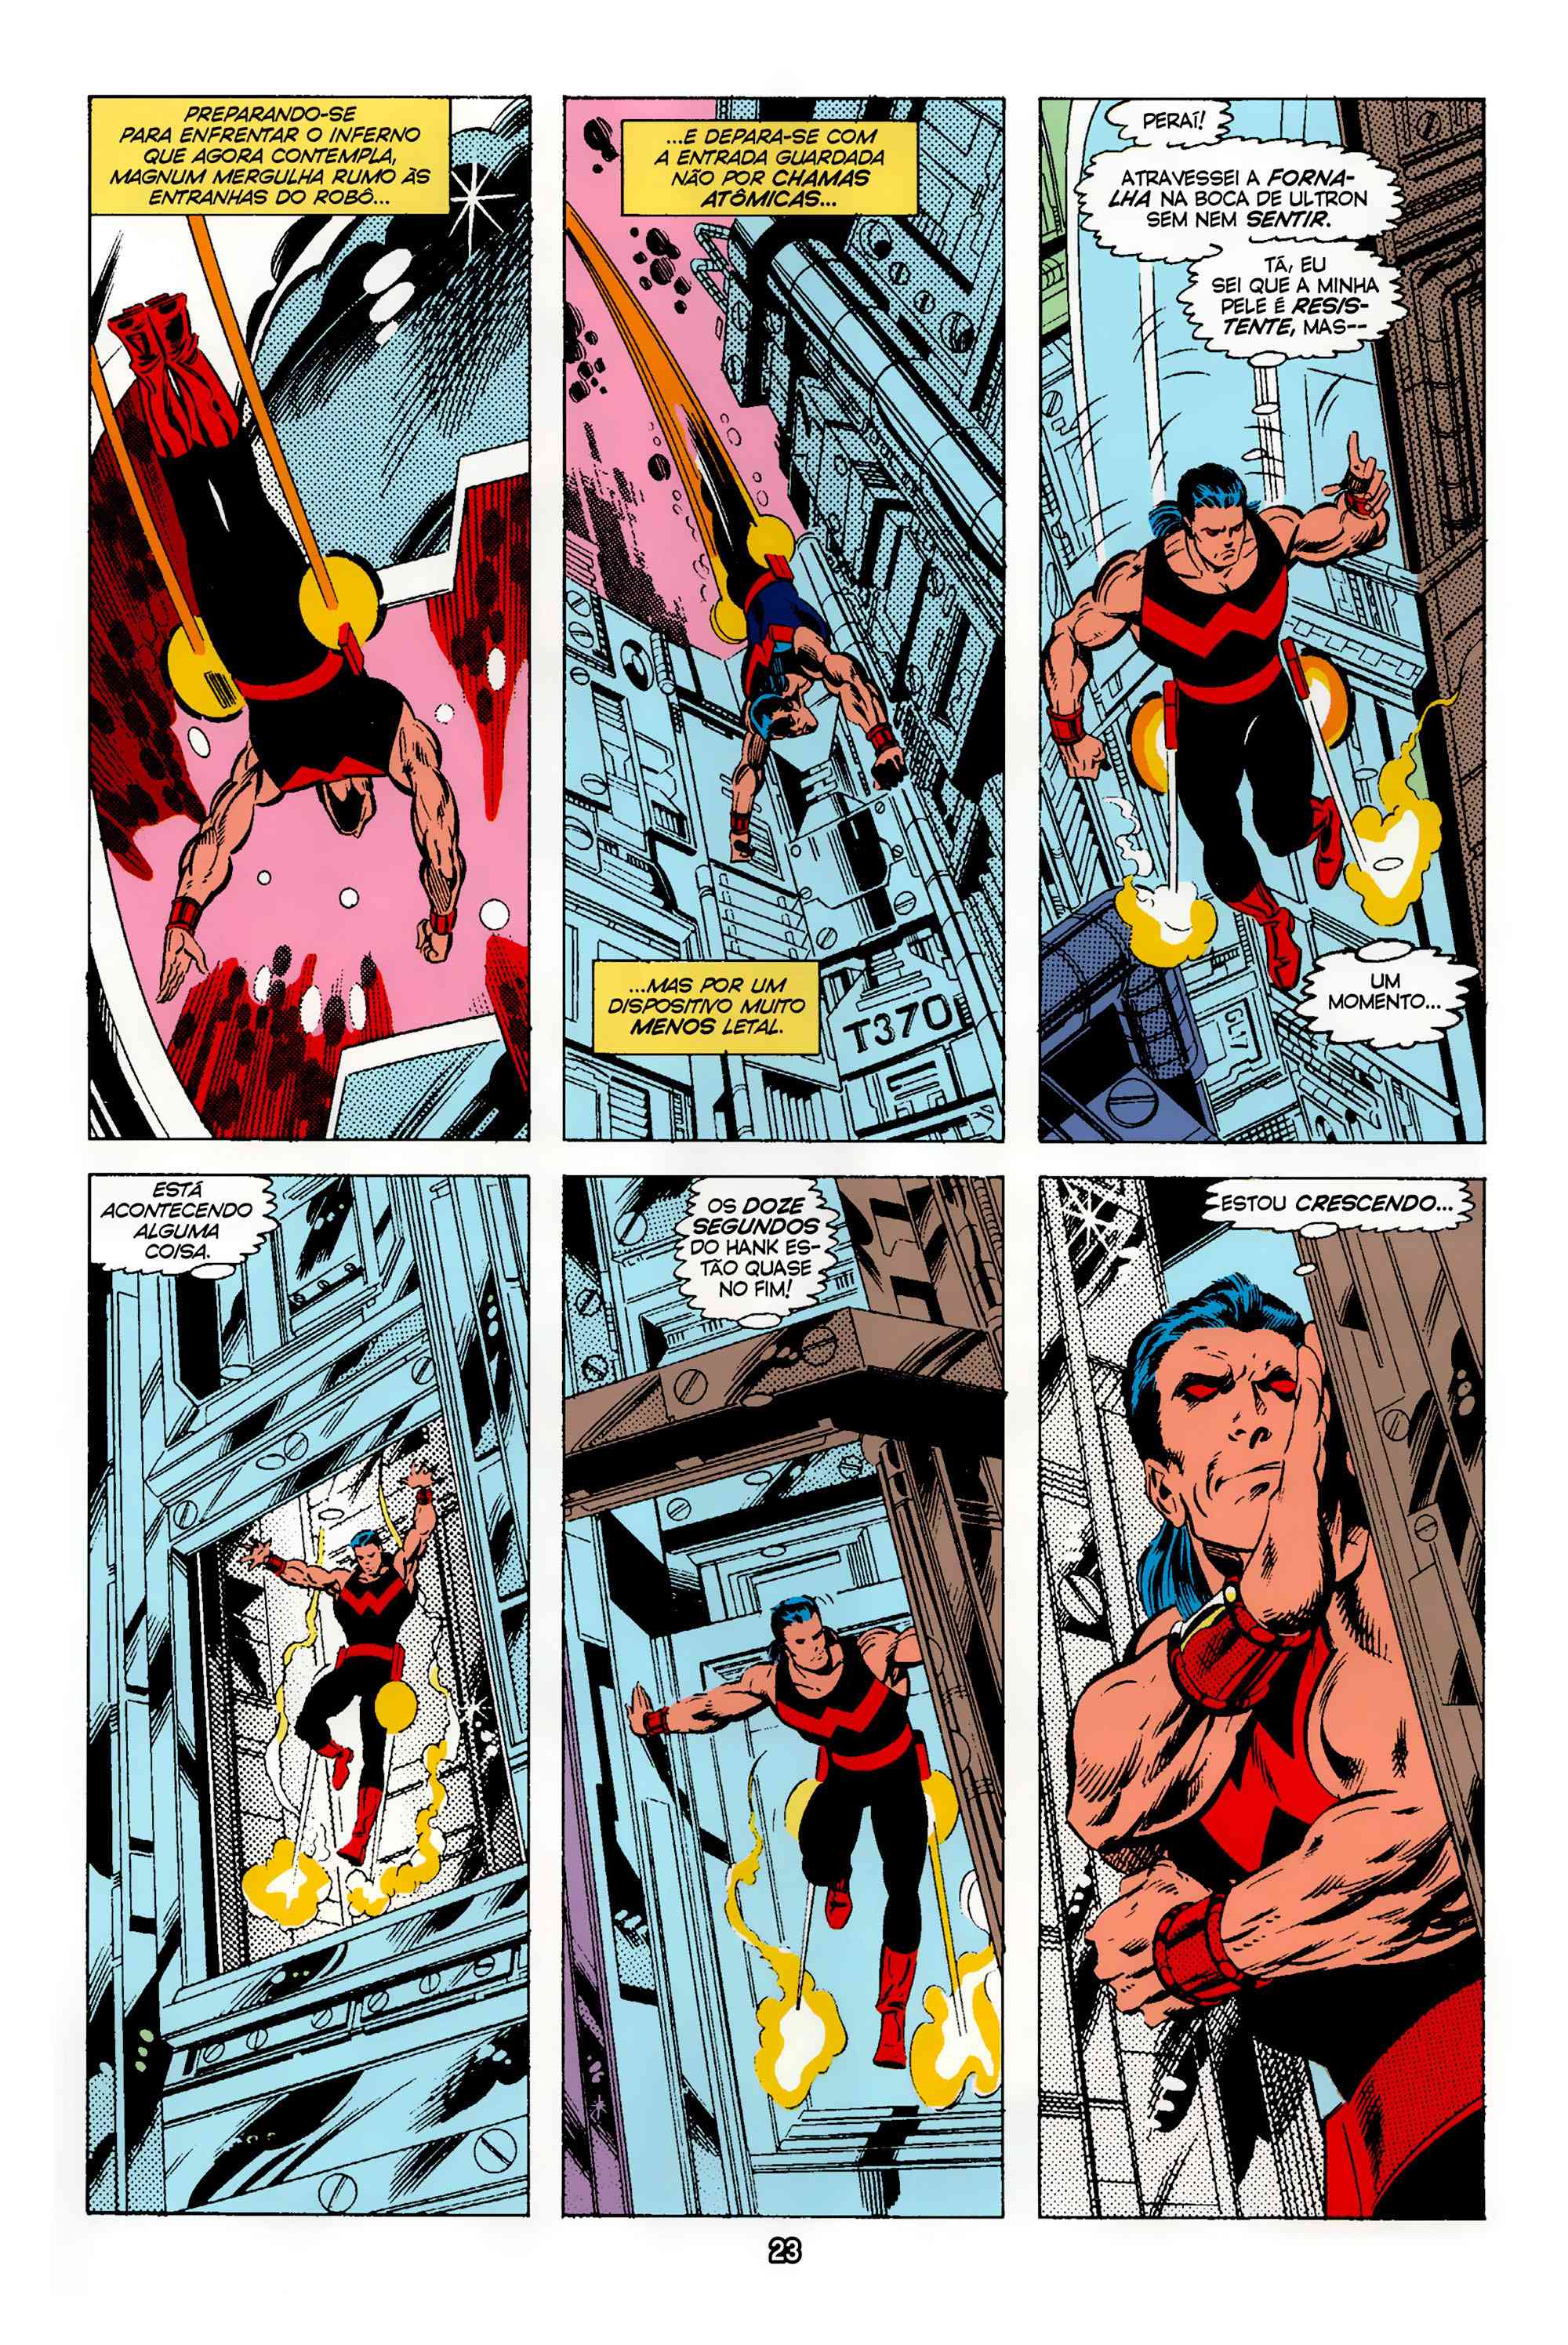 PREPARANDO-SE
PARA ENFRENTAR O INFERNO
QUE AGORA CONTEMPLA,
MAGNUM MERGULHA RUMO ÀS
ENTRANHAS DO ROBÔ...
...E DEPARA-SE COM
A ENTRADA GUARDADA
NÃO POR CHAMAS
ATÔMICAS...
...MAS POR UM
DISPOSITIVO MUITO
MENOS LETAL.
T370
PERAÍ!
ATRAVESSEI A FORNA-
LHA NA BOCA DE ULTRON
SEM NEM SENTIR.
TÁ, EU
SEI QUE A MINHA
PELE É RESIS-
TENTE, MAS--
UM
MOMENTO...
GL17
ESTÁ
ACONTECENDO
ALGUMA
COISA.
OS DOZE
SEGUNDOS
DO HANK ES-
TÃO QUASE
NO FIM!
ESTOU CRESCENDO...
23